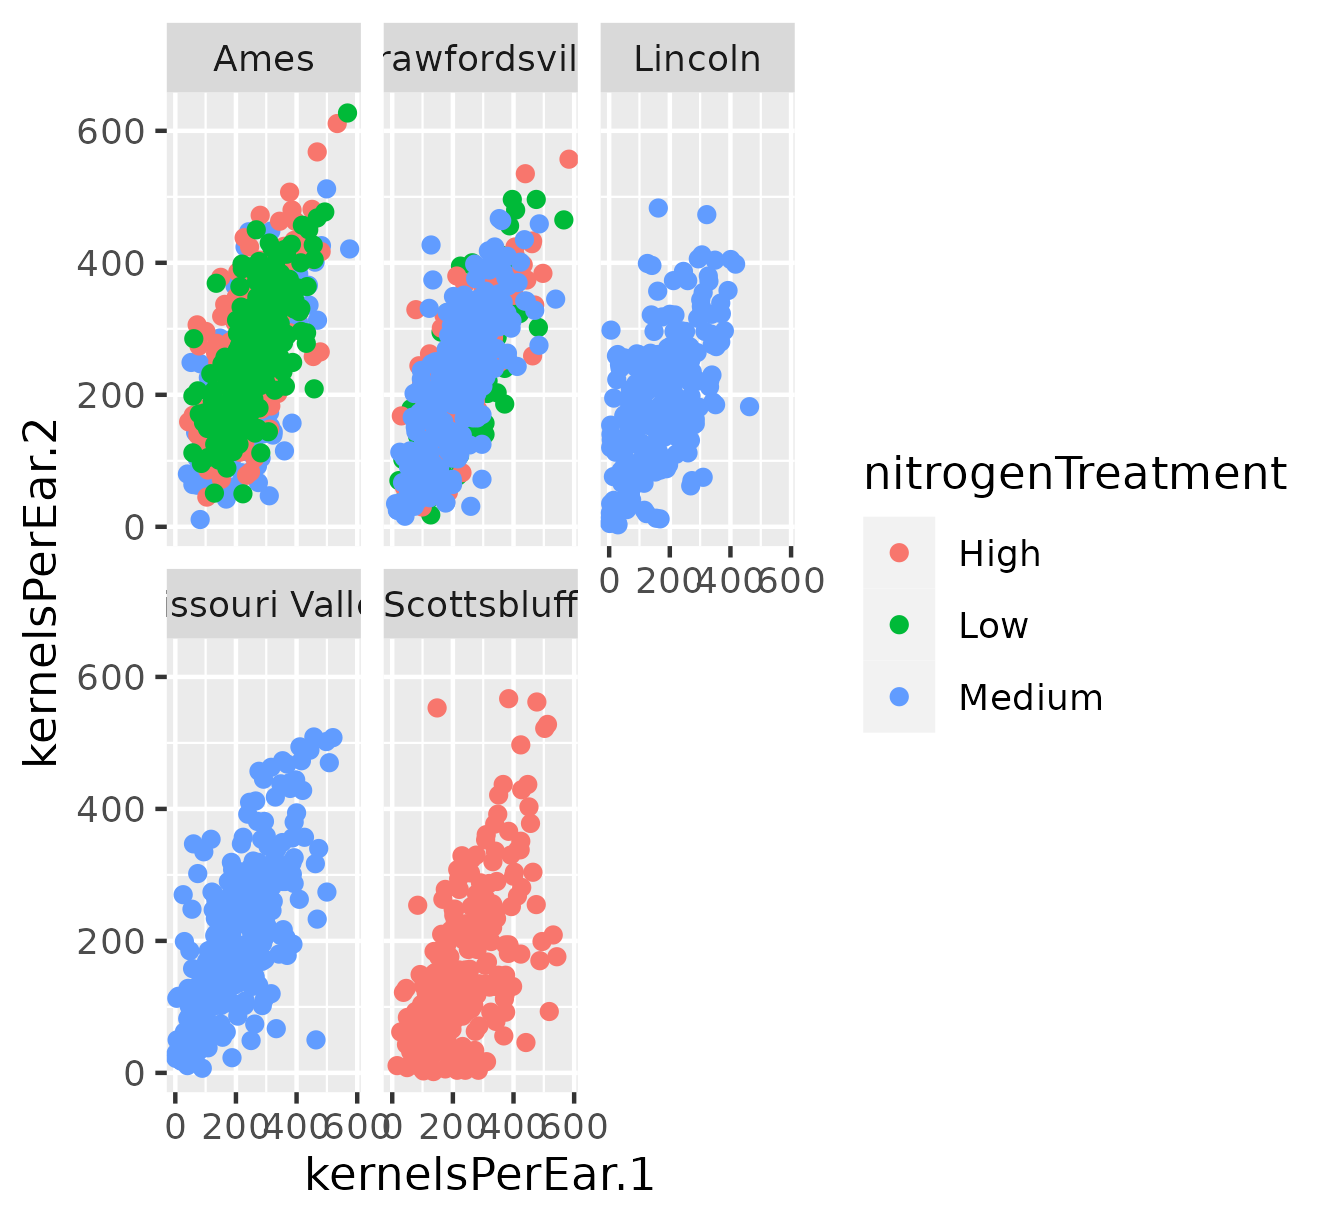 Ames
rawfordsvil
Lincoln
600
400
200
0
0 200 400 600
issouri Valle
Scottsbluff
600
400
200
0
0 200 400 600
0 200 400 600
kernelsPerEar.1
kernelsPerEar.2
nitrogenTreatment
High
Low
Medium